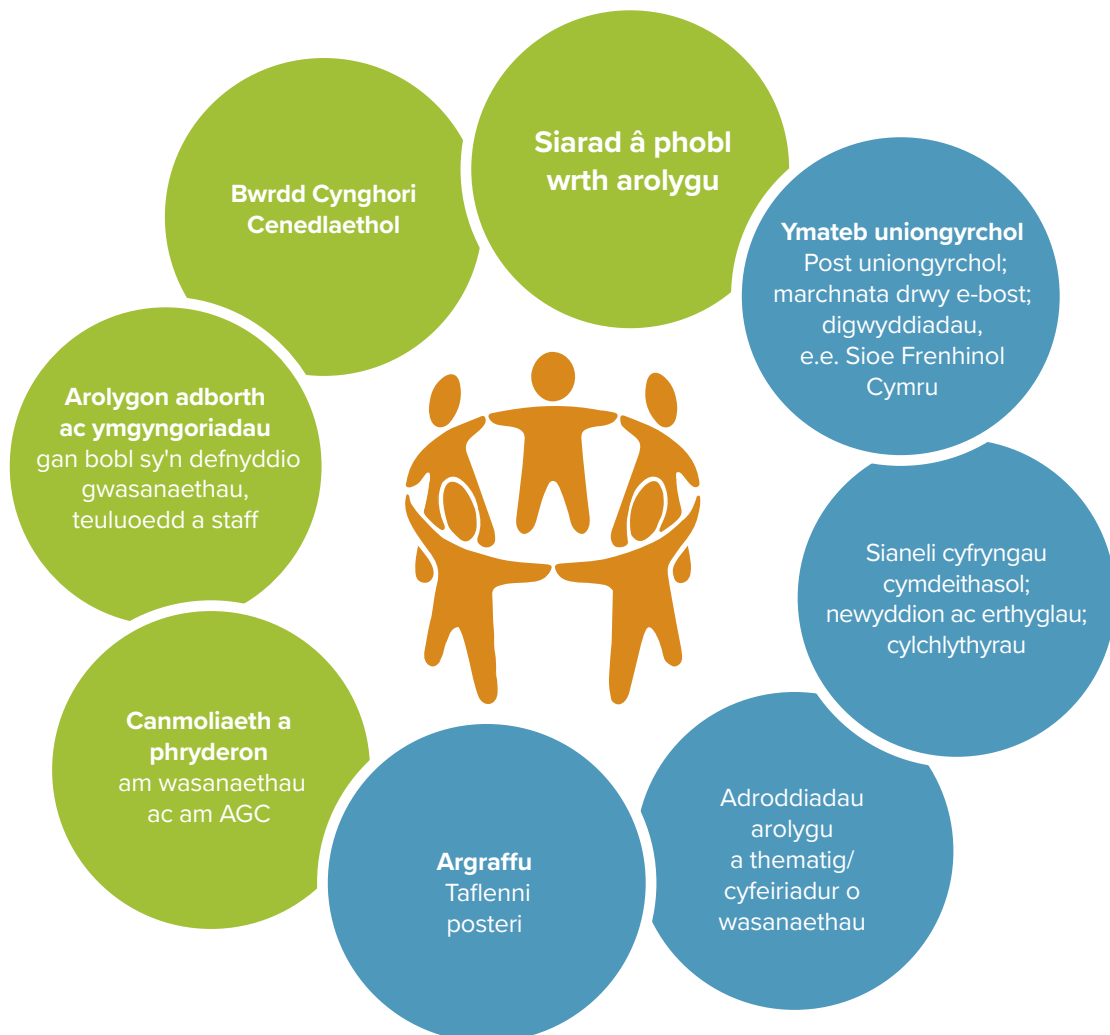 Siarad â phobl
wrth arolygu
Ymateb uniongyrchol
Post uniongyrchol;
marchnata drwy e-bost;
digwyddiadau,
e.e. Sioe Frenhinol
Cymru
Sianeli cyfryngau
cymdeithasol;
newyddion ac erthyglau;
cylchlythyrau
Adroddiadau
arolygu
a thematig/
cyfeiriadur o
wasanaethau
Argraffu
Taflenni
posteri
Canmoliaeth a
phryderon
am wasanaethau
ac am AGC
Arolygon adborth
ac ymgyngoriadau
gan bobl sy'n defnyddio
gwasanaethau,
teuluoedd a staff
Bwrdd Cynghori
Cenedlaethol